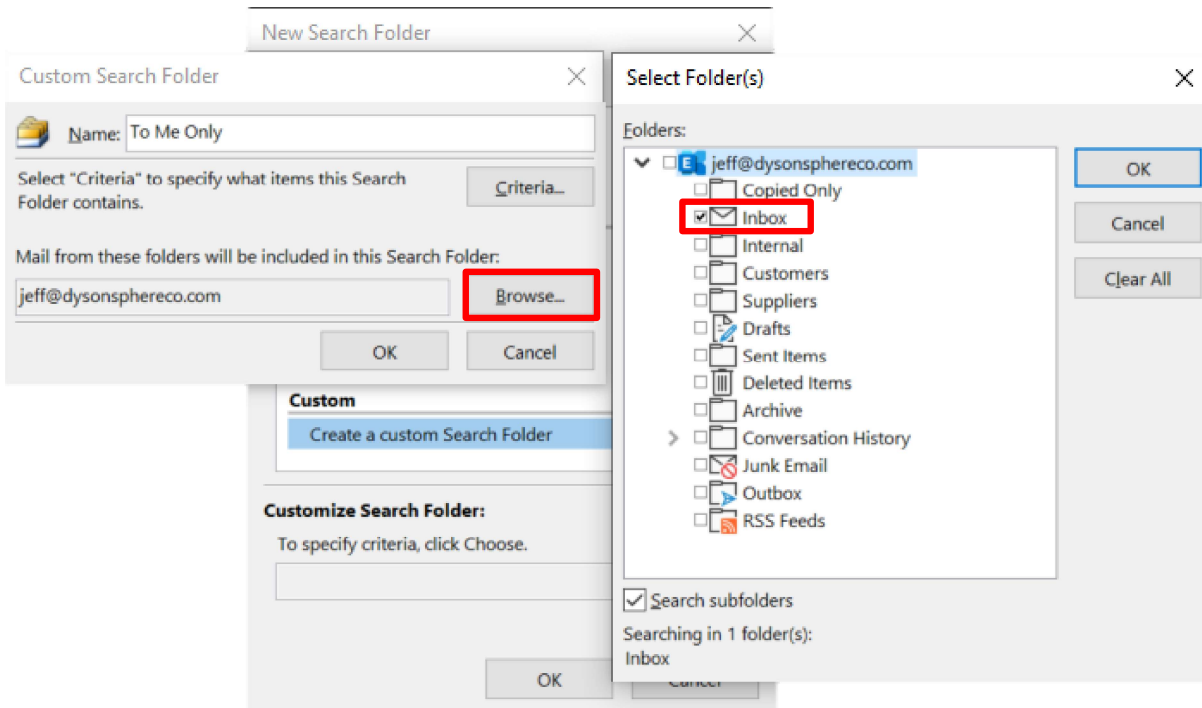 New Search Folder
Custom Search Folder
Name: To Me Only
Select "Criteria" to specify what items this Search
Folder contains.
Criteria...
Mail from these folders will be included in this Search Folder:
jeff@dysonsphereco.com
Browse...
OK
Cancel
Custom
Create a custom Search Folder
Customize Search Folder:
To specify criteria, click Choose.
OK
Cancel
Select Folder(s)
Folders:
jeff@dysonsphereco.com
Copied Only
Inbox
Internal
Customers
Suppliers
Drafts
Sent Items
Deleted Items
Archive
Conversation History
Junk Email
Outbox
RSS Feeds
OK
Cancel
Clear All
Search subfolders
Searching in 1 folder(s):
Inbox